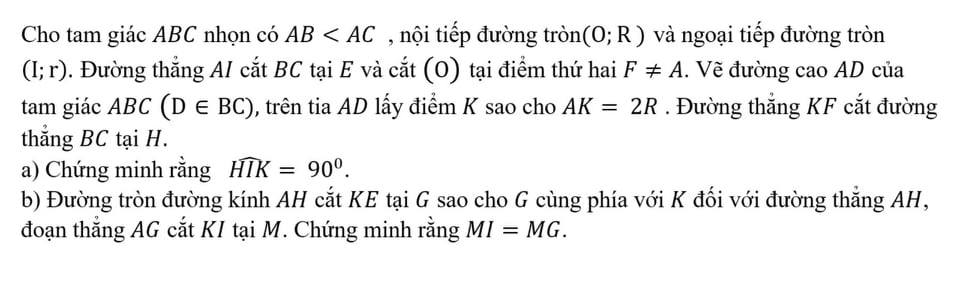 Cho tam giác ABC nhọn có AB < AC , nội tiếp đường tròn(O; R ) và ngoại tiếp đường tròn
(I; r). Đường thẳng AI cắt BC tại E và cắt (O) tại điểm thứ hai F ≠ A. Vẽ đường cao AD của
tam giác ABC (D ∈ BC), trên tia AD lấy điểm K sao cho AK = 2R . Đường thẳng KF cắt đường
thẳng BC tại H.
a) Chứng minh rằng \widehat{HIK} = 90⁰.
b) Đường tròn đường kính AH cắt KE tại G sao cho G cùng phía với K đối với đường thẳng AH,
đoạn thẳng AG cắt KI tại M. Chứng minh rằng MI = MG.